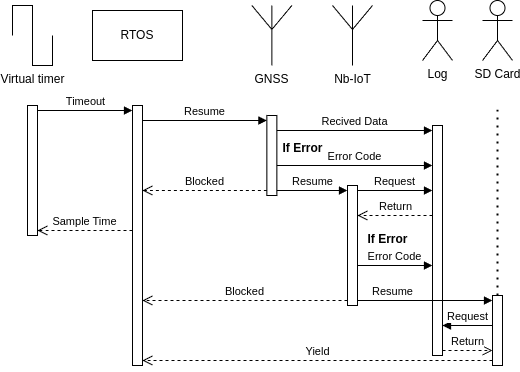 RTOS
Virtual timer
GNSS
Nb-IoT
Log
SD Card
Timeout
Resume
Recived Data
If Error
Error Code
Blocked
Resume
Request
Return
Sample Time
If Error
Error Code
Blocked
Resume
Request
Return
Yield